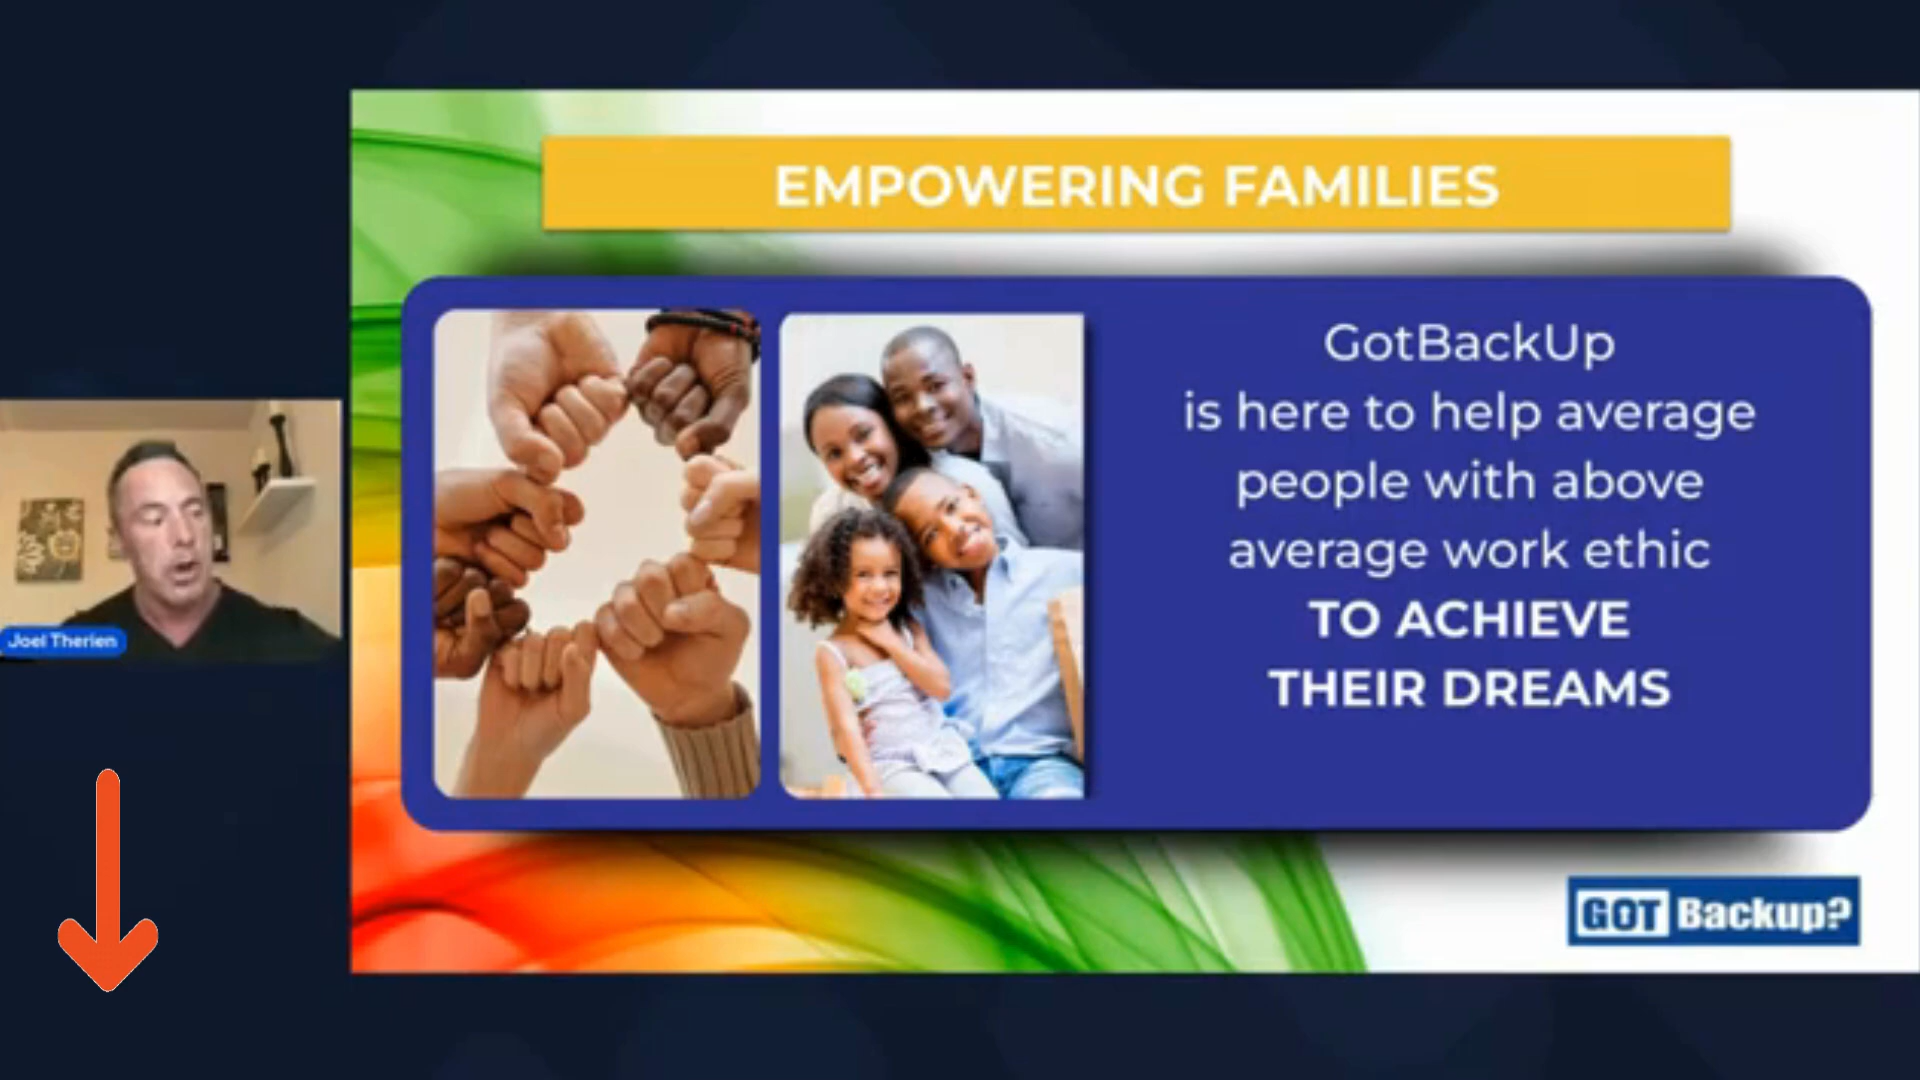 EMPOWERING FAMILIES
GotBackUp
is here to help average
people with above
average work ethic
TO ACHIEVE
THEIR DREAMS
Joel Therien
GOT Backup?